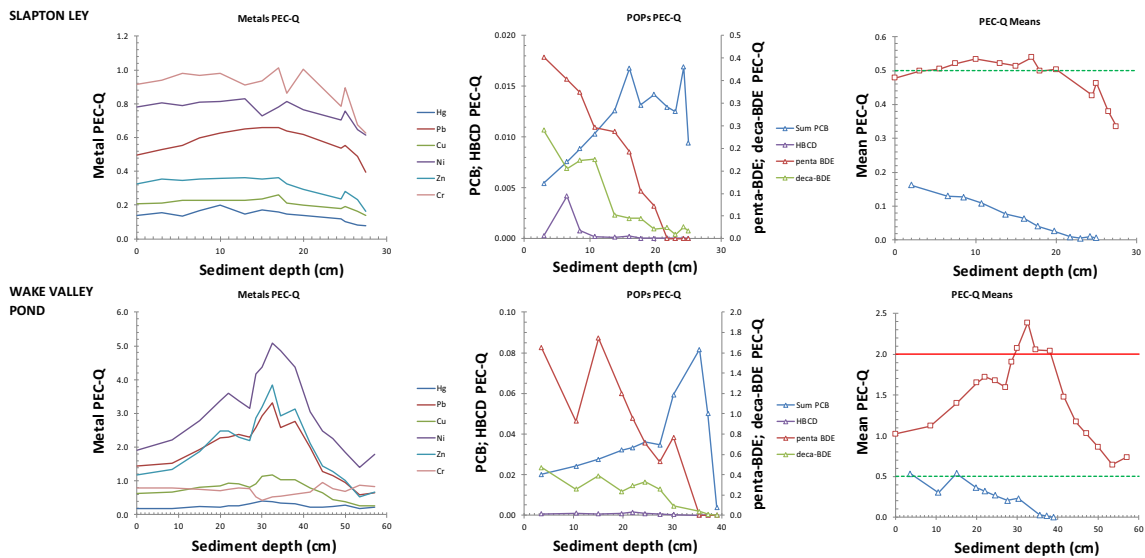 SLAPTON LEY
Metals PEC-Q
Metal PEC-Q
1.2
1.0
0.8
0.6
0.4
0.2
0.0
0
10
20
30
Sediment depth (cm)
Hg
Pb
Cu
Ni
Zn
Cr
POPs PEC-Q
PCB; HBCD PEC-Q
0.020
0.015
0.010
0.005
0.000
0
10
20
30
0.5
0.4
0.4
0.3
0.3
0.2
0.2
0.1
0.1
0.0
penta-BDE; deca-BDE PEC-Q
Sediment depth (cm)
Sum PCB
HBCD
penta BDE
deca-BDE
PEC-Q Means
Mean PEC-Q
0.6
0.5
0.4
0.3
0.2
0.1
0.0
0
10
20
30
Sediment depth (cm)
WAKE VALLEY
POND
Metals PEC-Q
Metal PEC-Q
6.0
5.0
4.0
3.0
2.0
1.0
0.0
0
10
20
30
40
50
60
Sediment depth (cm)
Hg
Pb
Cu
Ni
Zn
Cr
POPs PEC-Q
PCB; HBCD PEC-Q
0.10
0.08
0.06
0.04
0.02
0.00
0
10
20
30
40
2.0
1.8
1.6
1.4
1.2
1.0
0.8
0.6
0.4
0.2
0.0
penta-BDE; deca-BDE PEC-Q
Sediment depth (cm)
Sum PCB
HBCD
penta BDE
deca-BDE
PEC-Q Means
Mean PEC-Q
2.5
2.0
1.5
1.0
0.5
0.0
0
10
20
30
40
50
60
Sediment depth (cm)